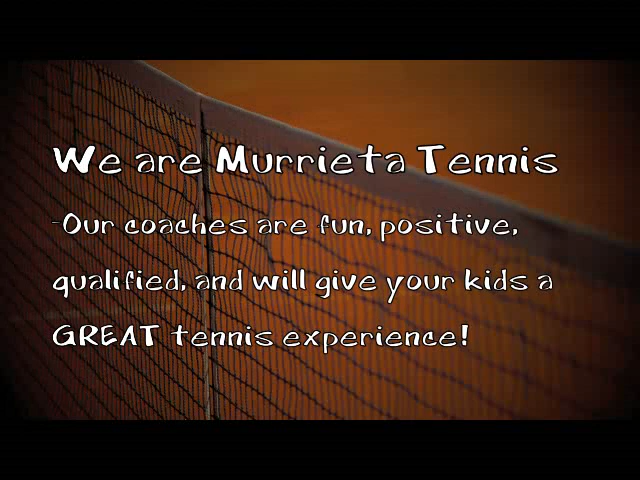 We are Murrieta Tennis
-Our coaches are fun, positive,
qualified, and will give your kids a
GREAT tennis experience!